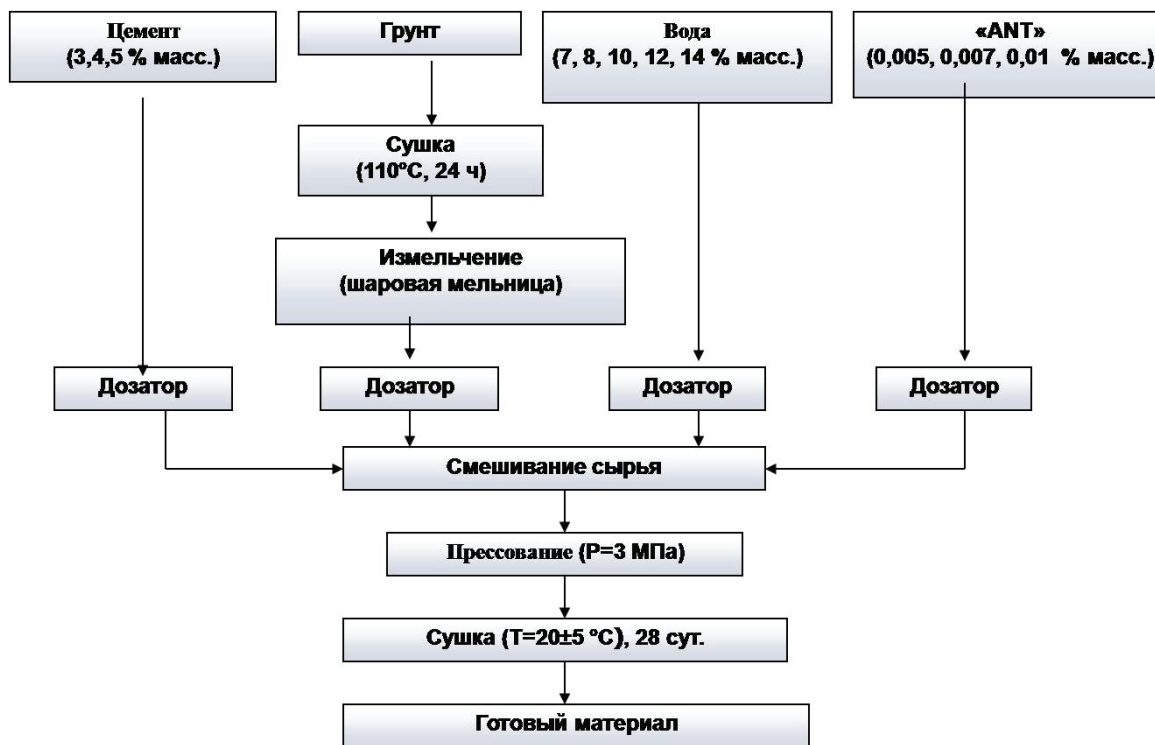 Цемент
(3,4,5 % масс.)
Грунт
Вода
(7, 8, 10, 12, 14 % масс.)
«ANT»
(0,005, 0,007, 0,01 % масс.)
Сушка
(110°С, 24 ч)
Измельчение
(шаровая мельница)
Дозатор
Дозатор
Дозатор
Дозатор
Смешивание сырья
Прессование (Р=3 МПа)
Сушка (Т=20±5 °С), 28 сут.
Готовый материал